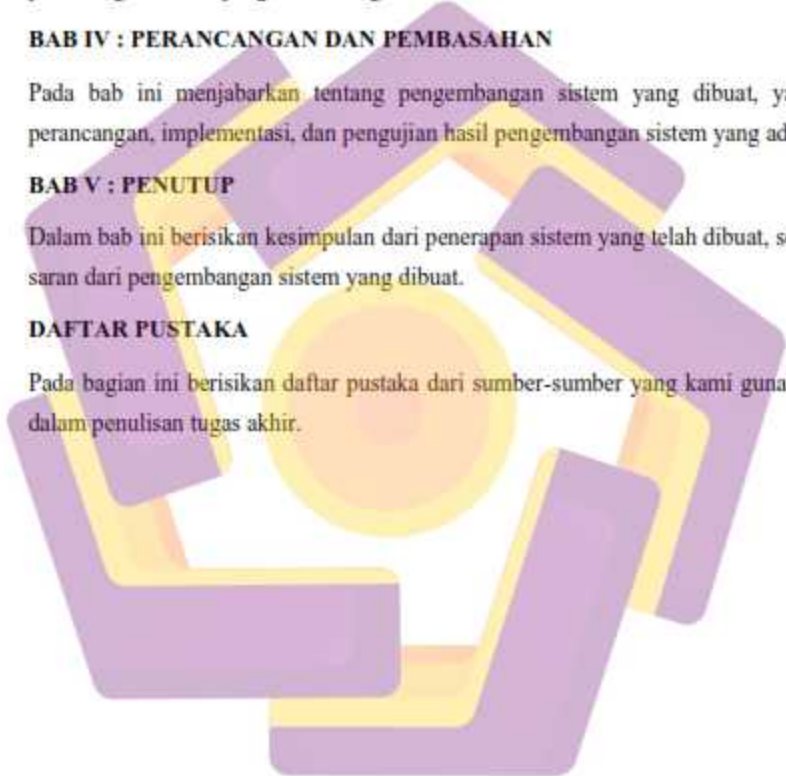 BAB IV : PERANCANGAN DAN PEMBASAHAN
Pada bab ini menjabarkan tentang pengembangan sistem yang dibuat, ya
perancangan, implementasi, dan pengujian hasil pengembangan sistem yang ad
BAB V : PENUTUP
Dalam bab ini berisikan kesimpulan dari penerapan sistem yang telah dibuat, s
saran dari pengembangan sistem yang dibuat.
DAFTAR PUSTAKA
Pada bagian ini berisikan daftar pustaka dari sumber-sumber yang kami guna
dalam penulisan tugas akhir.